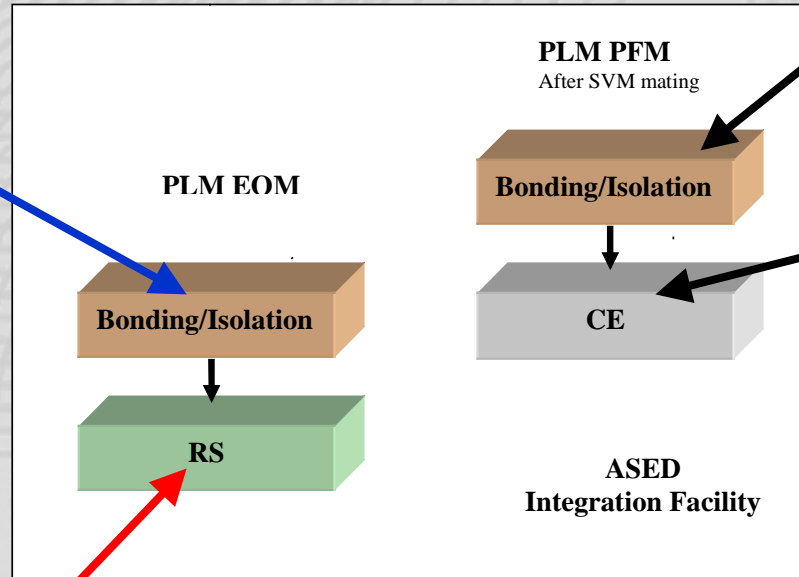 PLM PFM
After SVM mating
Bonding/Isolation
CE
PLM EQM
Bonding/Isolation
RS
ASED
Integration Facility